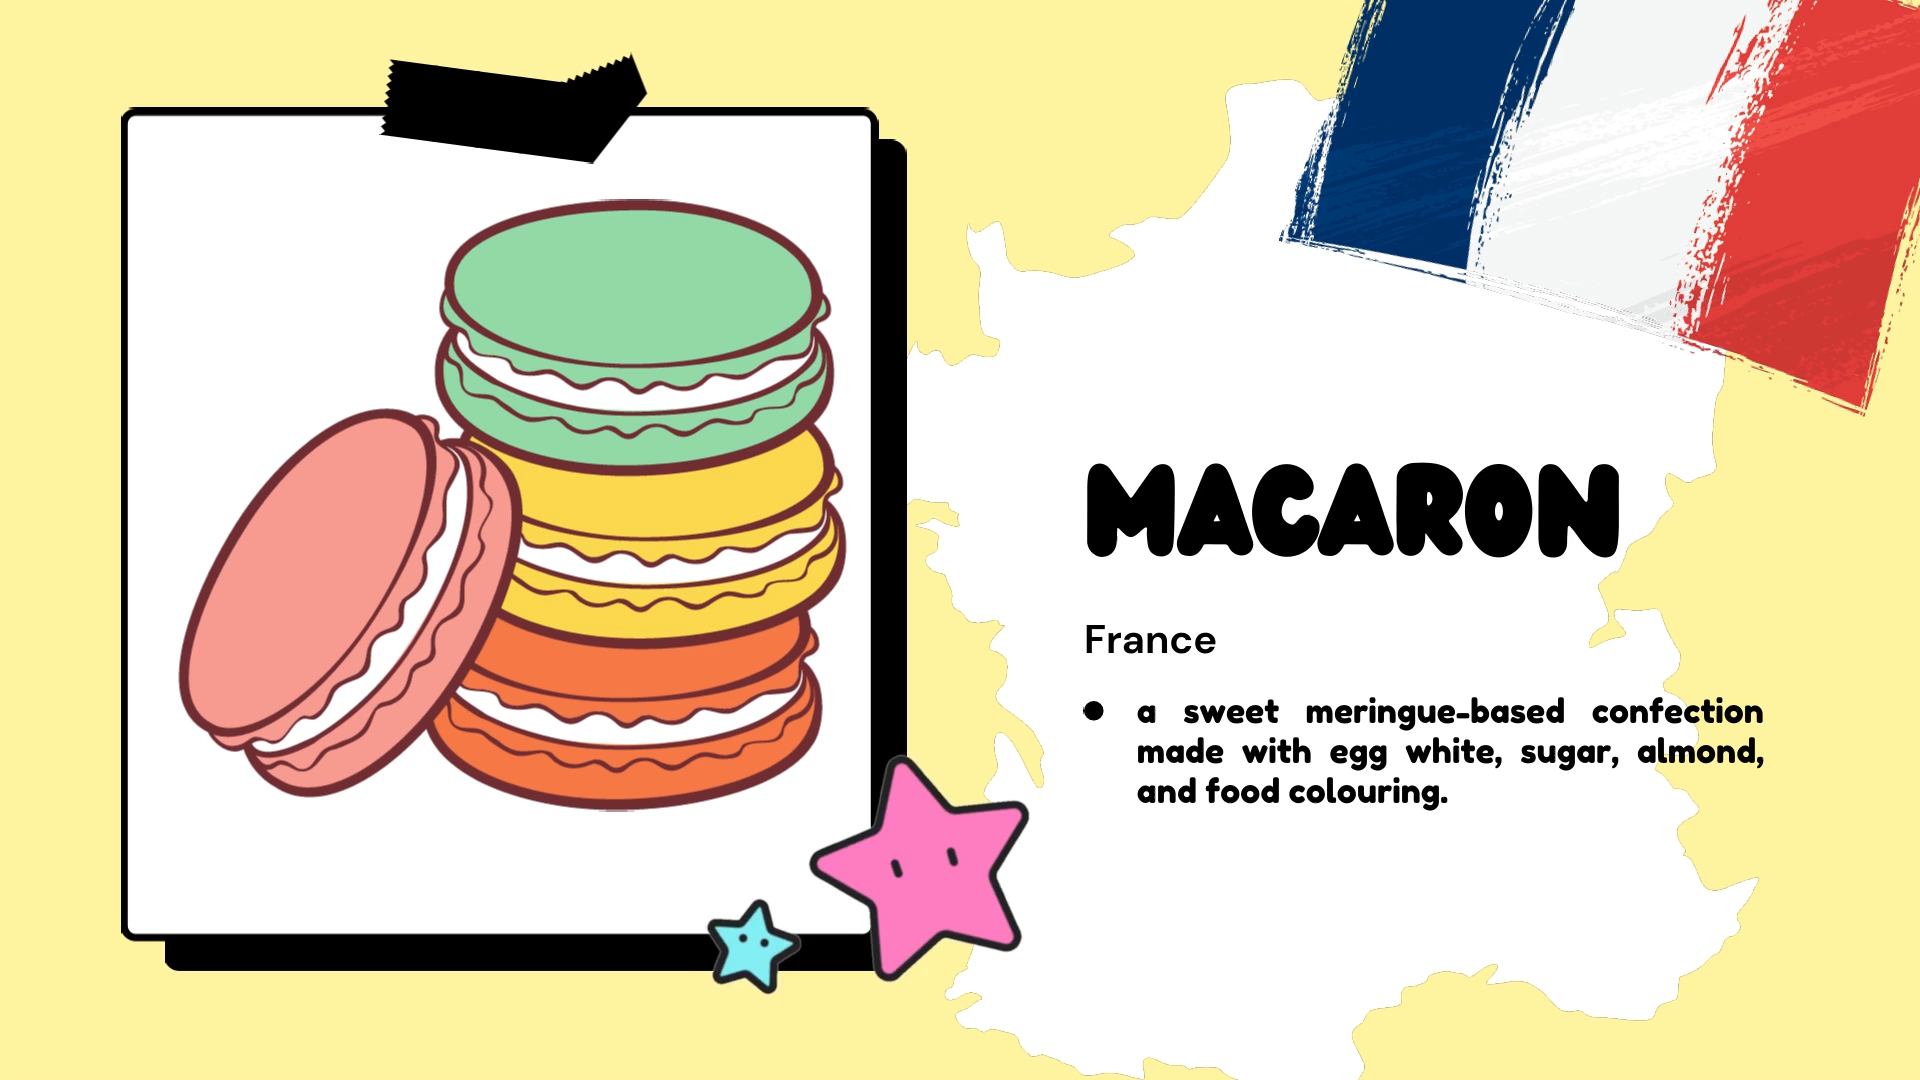 MACARON
France
● a sweet meringue-based confection
made with egg white, sugar, almond,
and food colouring.